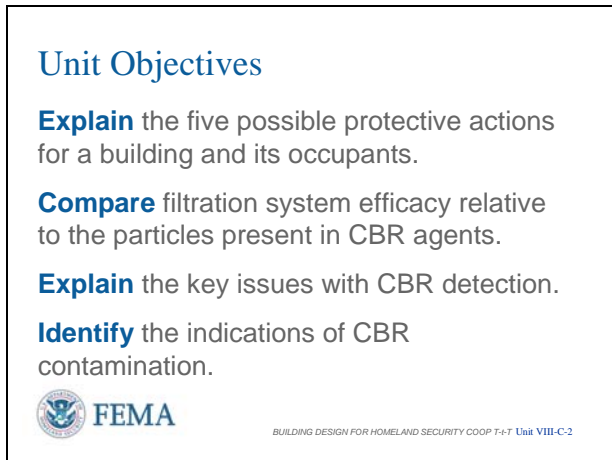 Unit Objectives
Explain the five possible protective actions
for a building and its occupants.
Compare filtration system efficacy relative
to the particles present in CBR agents.
Explain the key issues with CBR detection.
Identify the indications of CBR
contamination.
FEMA
BUILDING DESIGN FOR HOMELAND SECURITY COOP T-t-T Unit VIII-C-2